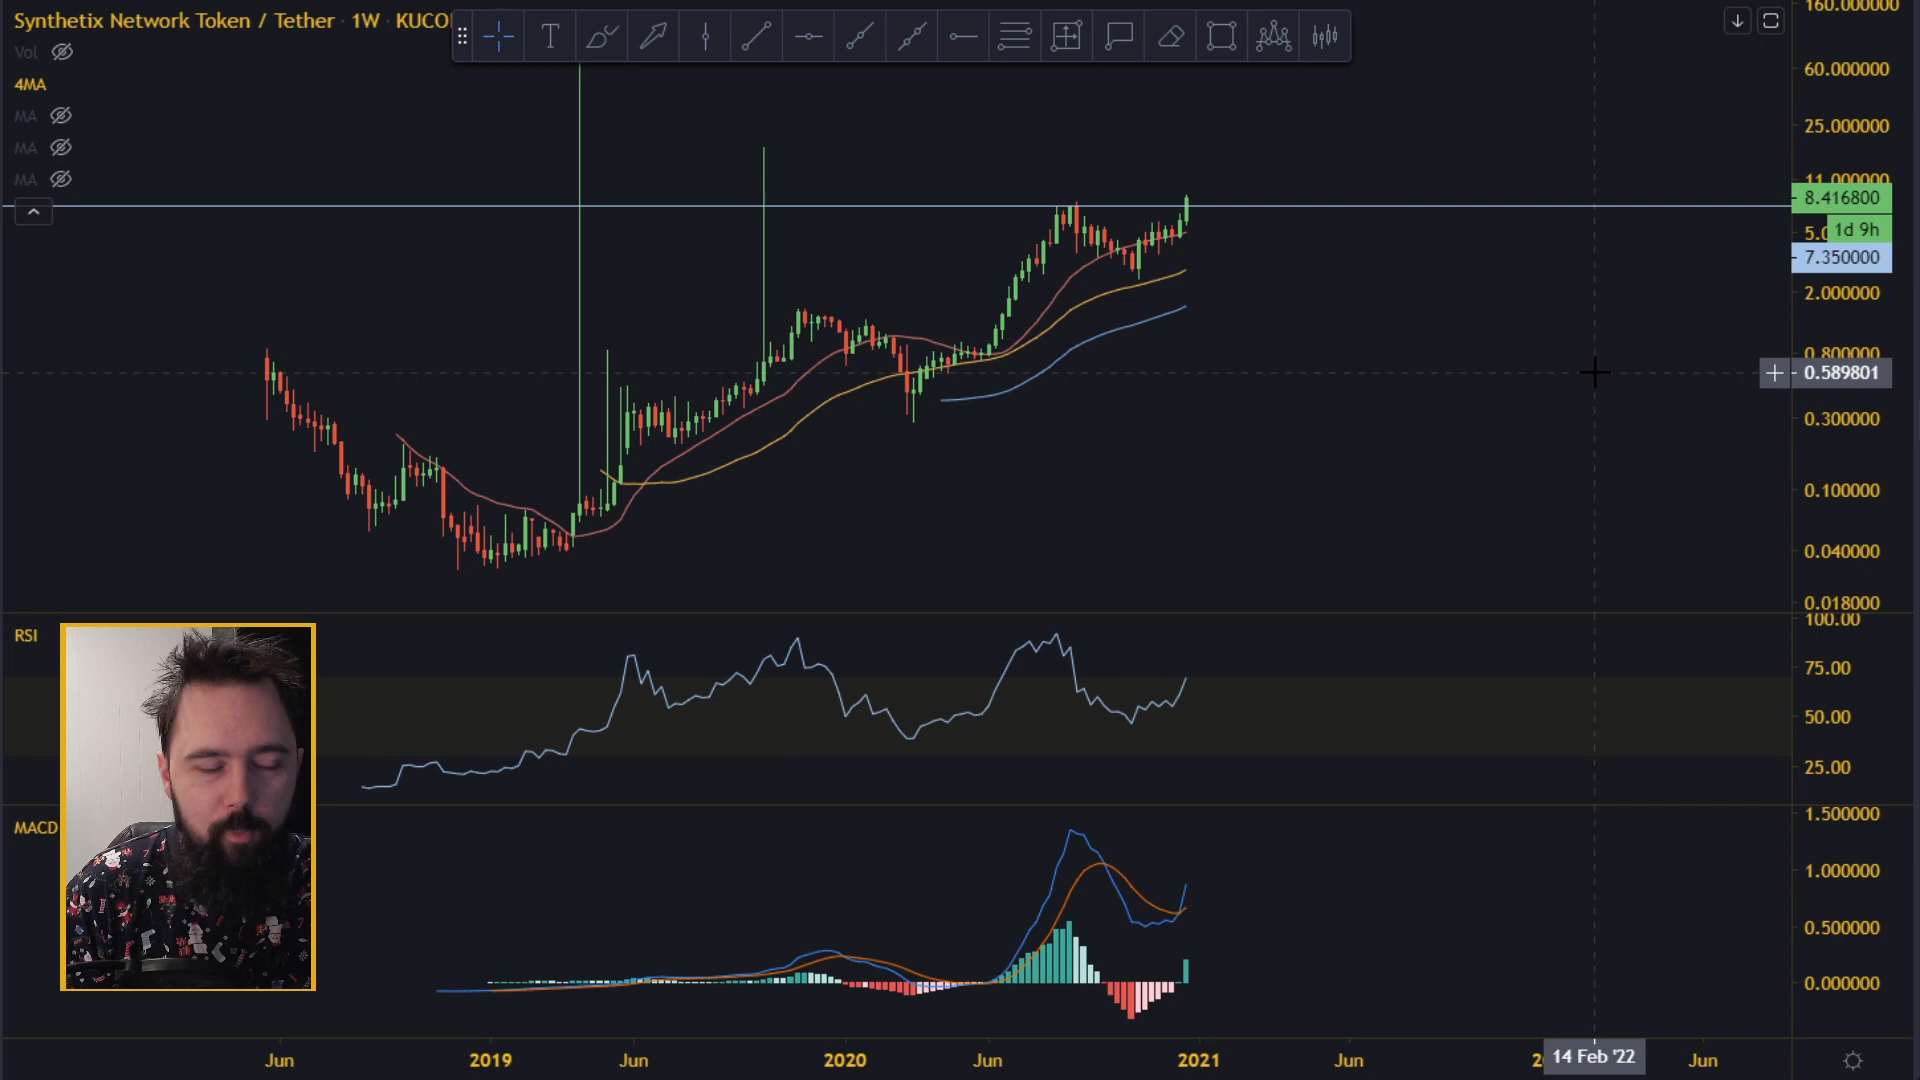 Synthetix Network Token / Tether · 1W · KUCO
Vol
4MA
MA
MA
MA
160.000000
60.000000
25.000000
11.000000
8.416800
1d 9h
5.0
7.350000
2.000000
0.800000
0.589801
0.300000
0.100000
0.040000
0.018000
RSI
100.00
75.00
50.00
25.00
MACD
1.500000
1.000000
0.500000
0.000000
Jun 2019 Jun 2020 Jun 2021 Jun 2 14 Feb '22 Jun